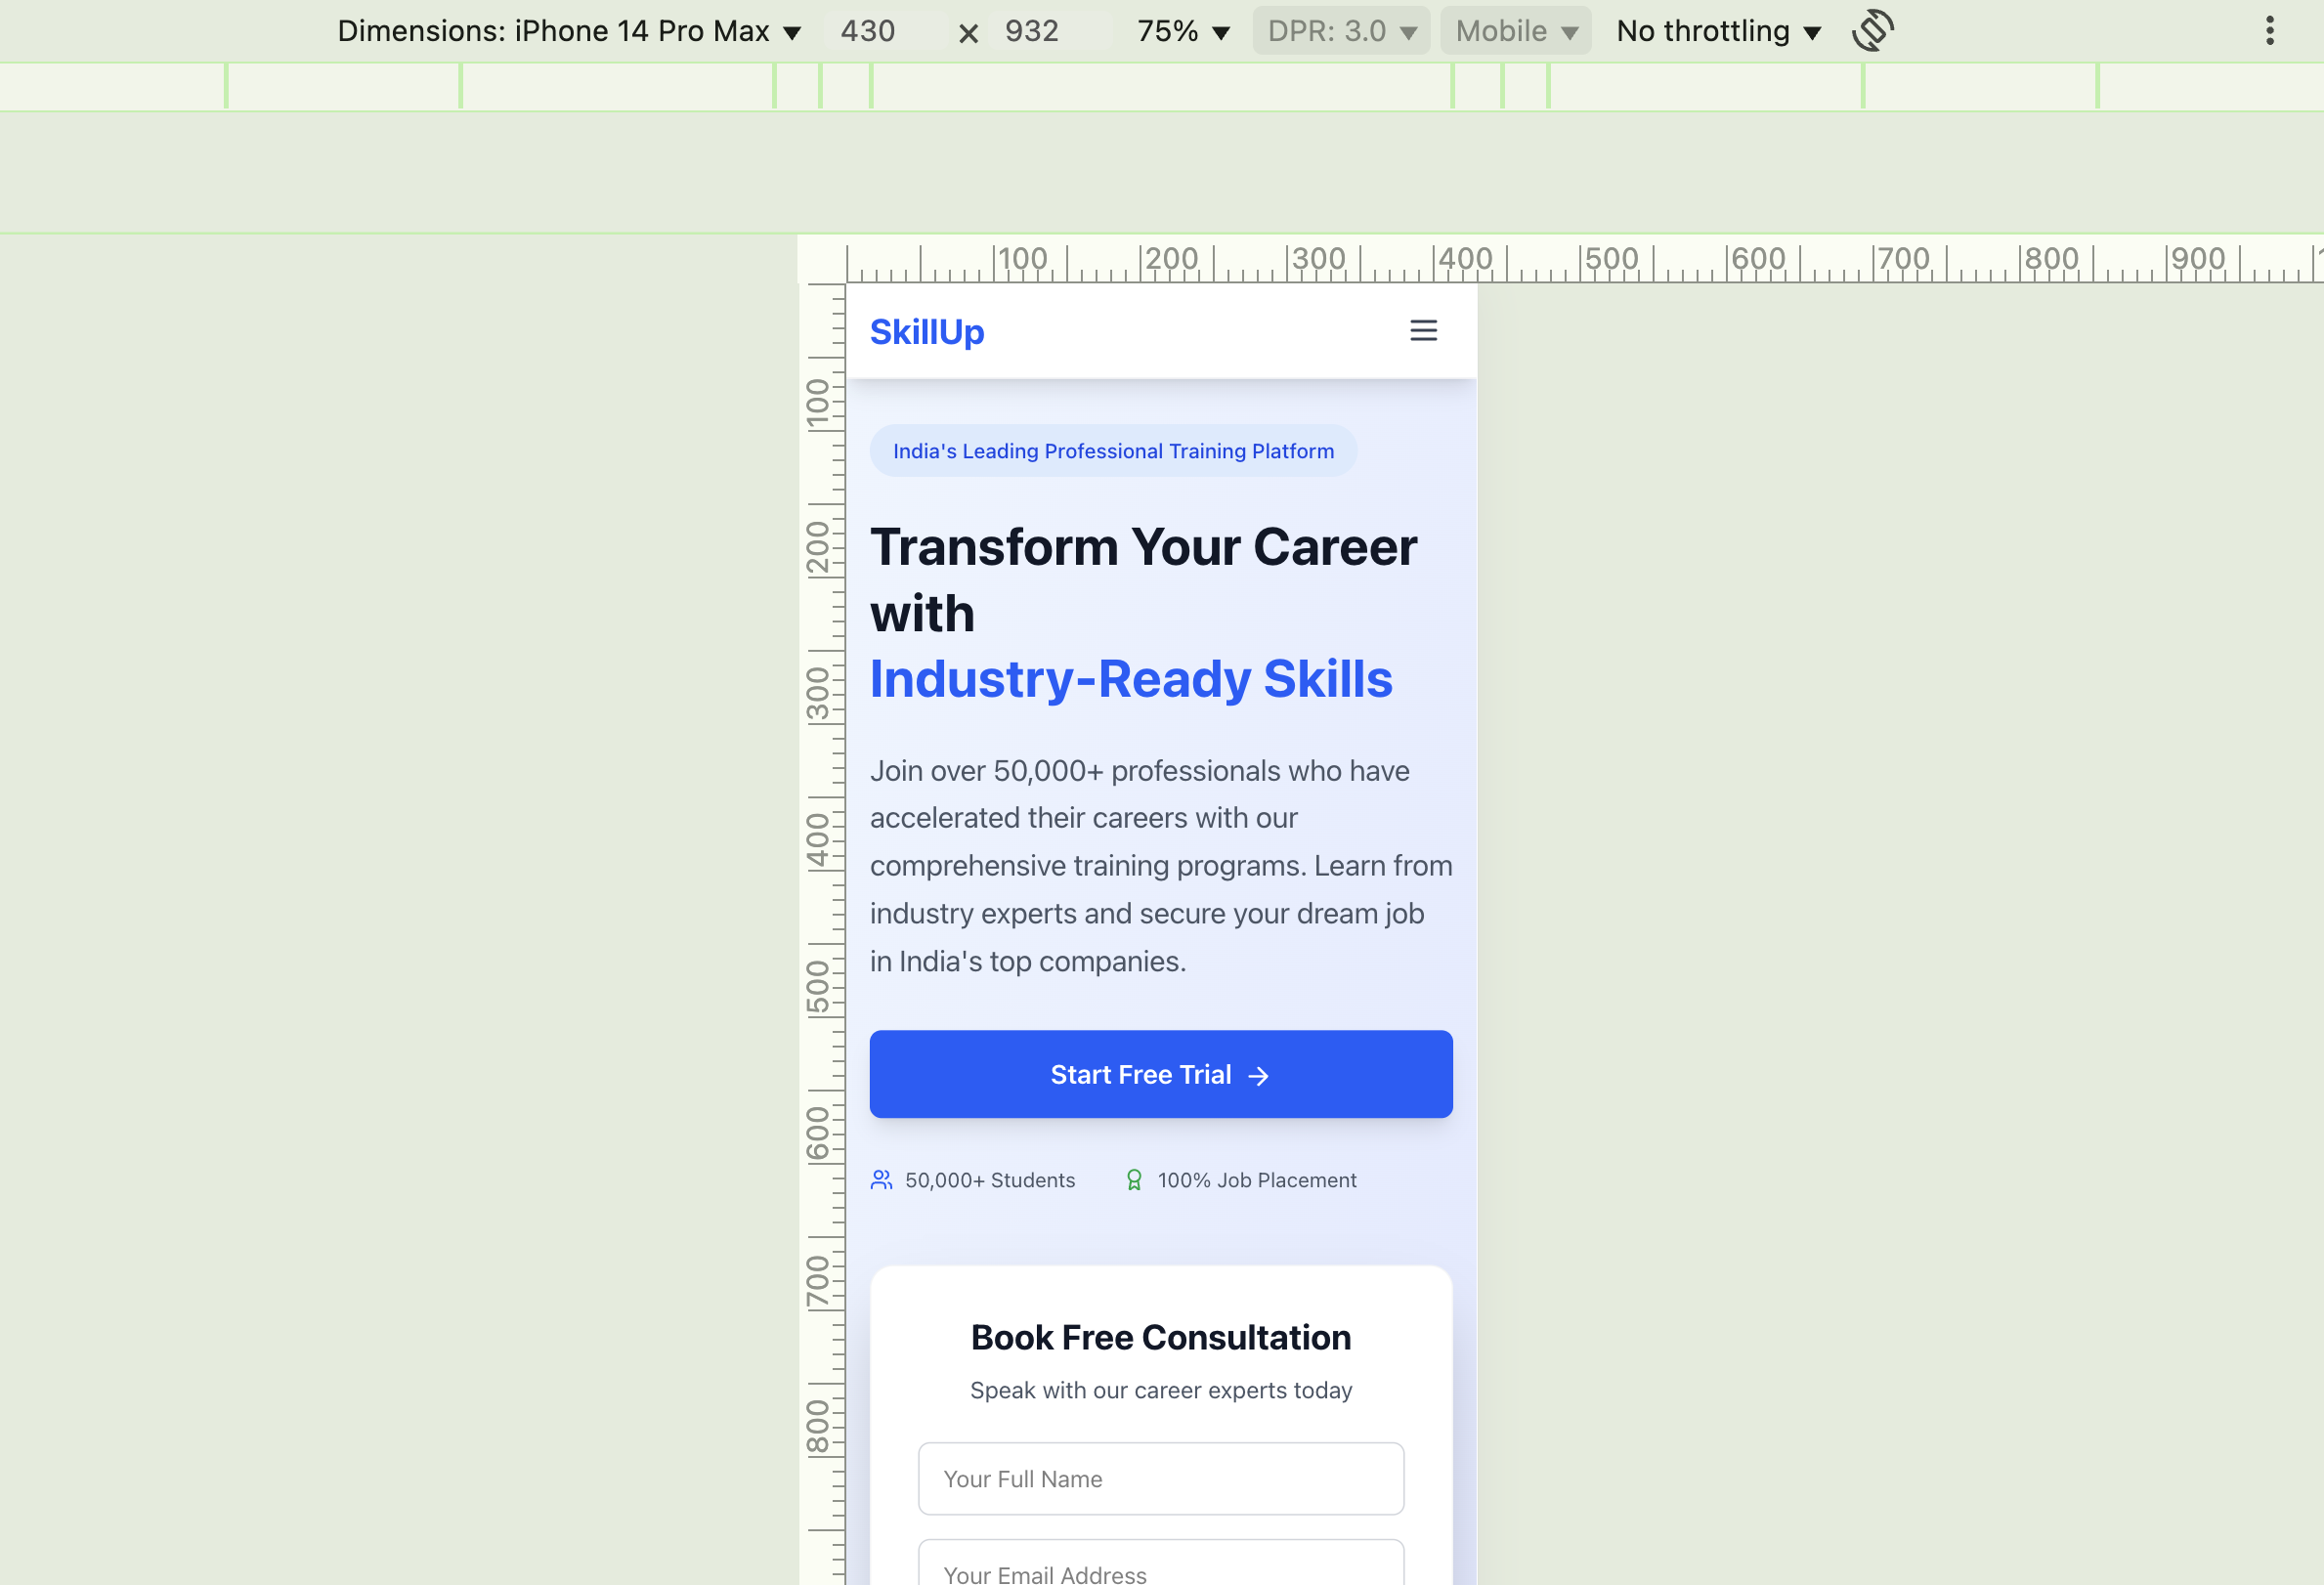 Dimensions: iPhone 14 Pro Max ▼ 430 × 932 75% ▼ DPR: 3.0 ▼ Mobile ▼ No throttling ▼
100 200 300 400 500 600 700 800 900
100
200
300
400
500
600
700
800
SkillUp
India's Leading Professional Training Platform
Transform Your Career
with
Industry-Ready Skills
Join over 50,000+ professionals who have
accelerated their careers with our
comprehensive training programs. Learn from
industry experts and secure your dream job
in India's top companies.
Start Free Trial →
50,000+ Students 100% Job Placement
Book Free Consultation
Speak with our career experts today
Your Full Name
Your Email Address